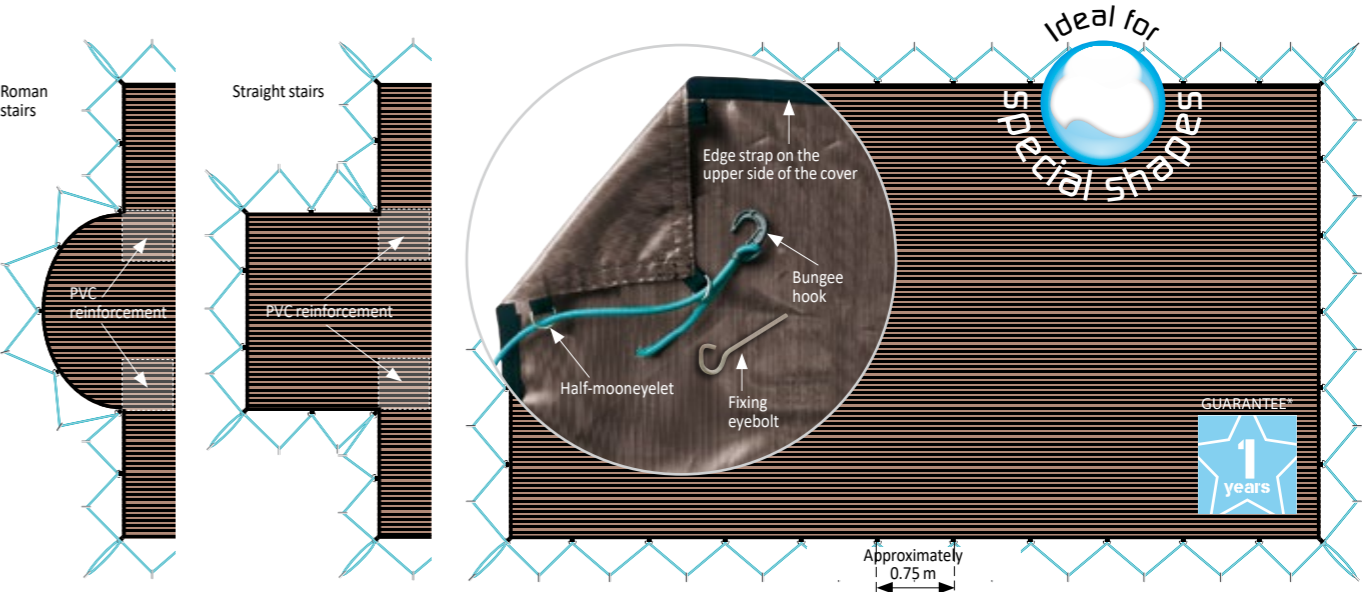 Roman
stairs
PVC
reinforcement
Straight stairs
PVC reinforcement
Ideal for
special shapes
Edge strap on the
upper side of the cover
Bungee
hook
Half-mooneyelet
Fixing
eyebolt
GUARANTEE*
1
years
Approximately
0.75 m